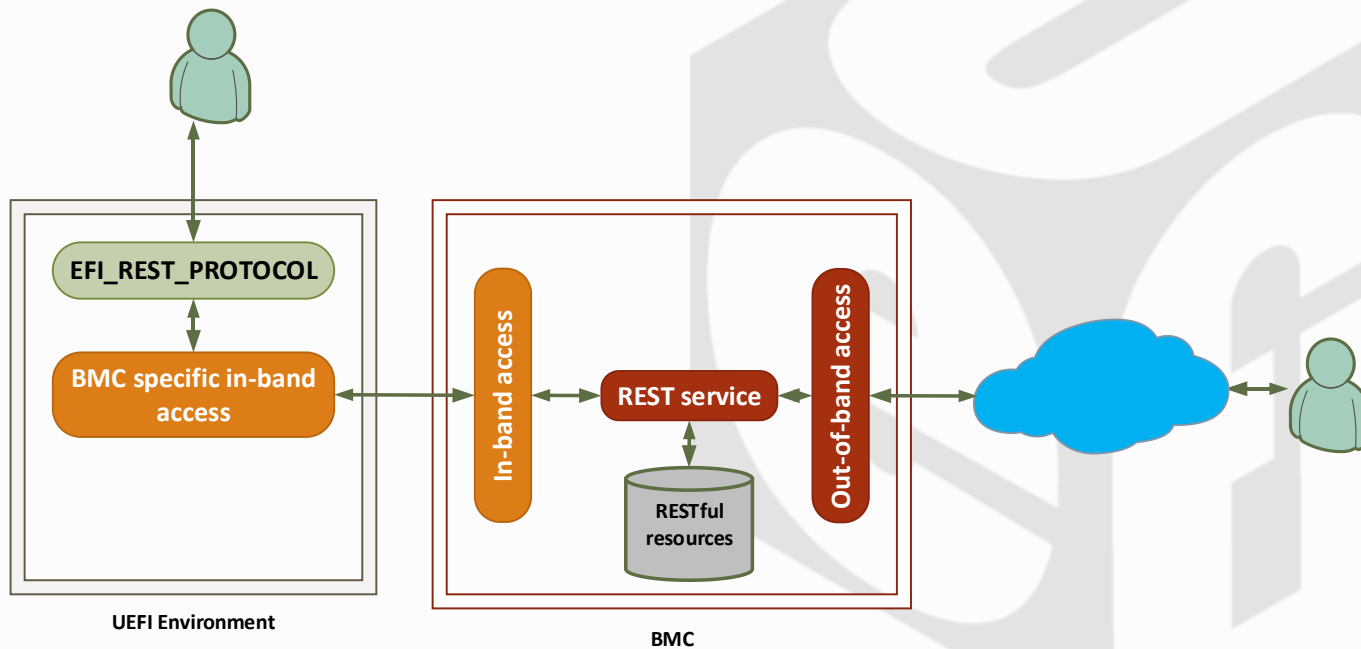 EFI_REST_PROTOCOL
BMC specific in-band
access
In-band access
REST service
RESTful
resources
Out-of-band access
UEFI Environment
BMC